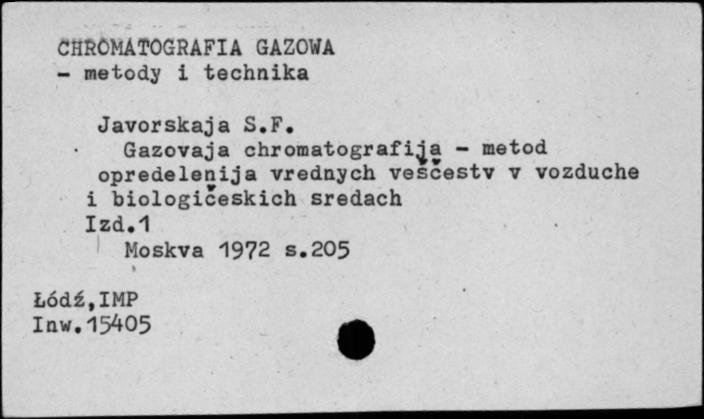 CHROMATOGRAFIA GAZOWA
- metody i technika
Javorskaja S.F.
Gazovaja chromatografija - metod
opredelenija vrednych veščestv v vozduche
i biologičeskich sredach
Izd.1
Moskva 1972 s.205
Łódź,IMP
Inw.15405